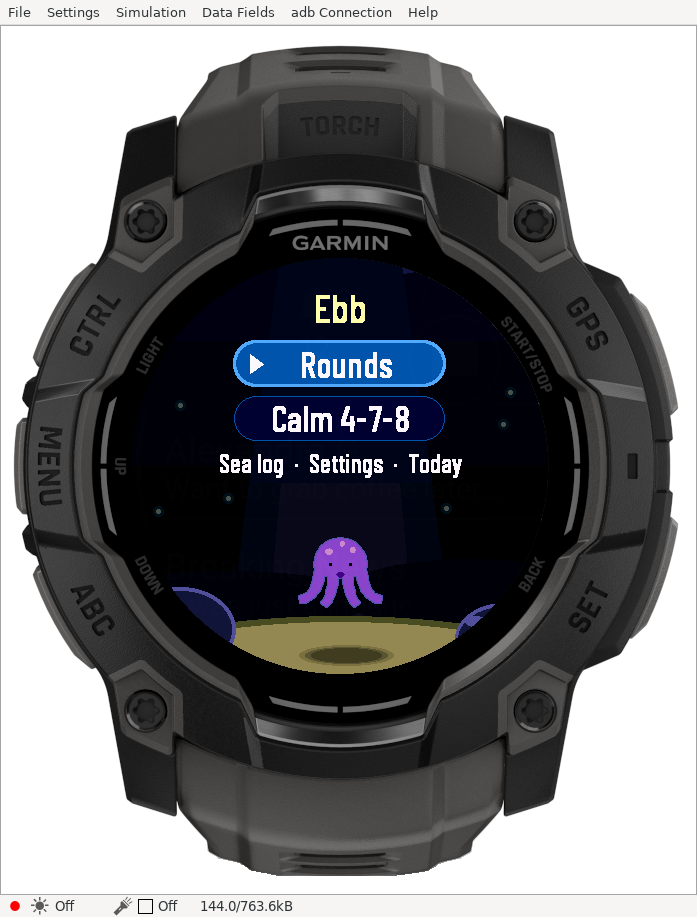 File Settings Simulation Data Fields adb Connection Help
TORCH
GARMIN
CTRL
GPS
LIGHT
START/STOP
Ebb
Rounds
Calm 4-7-8
Sea log · Settings · Today
MENU
UP
DOWN
BACK
ABC
SET
Off Off 144.0/763.6kB